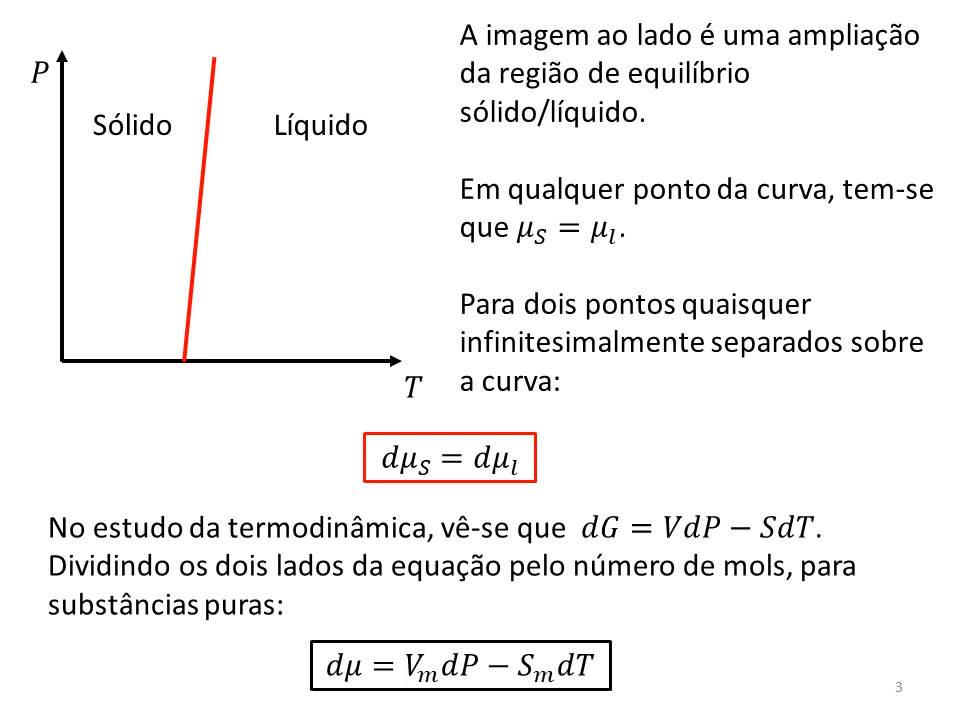 P
Sólido
Líquido
T
A imagem ao lado é uma ampliação
da região de equilíbrio
sólido/líquido.
Em qualquer ponto da curva, tem-se
que μ_S = μ_l.
Para dois pontos quaisquer
infinitesimalmente separados sobre
a curva:
dμ_S = dμ_l
No estudo da termodinâmica, vê-se que dG = VdP − SdT.
Dividindo os dois lados da equação pelo número de mols, para
substâncias puras:
dμ = V_m dP − S_m dT
3